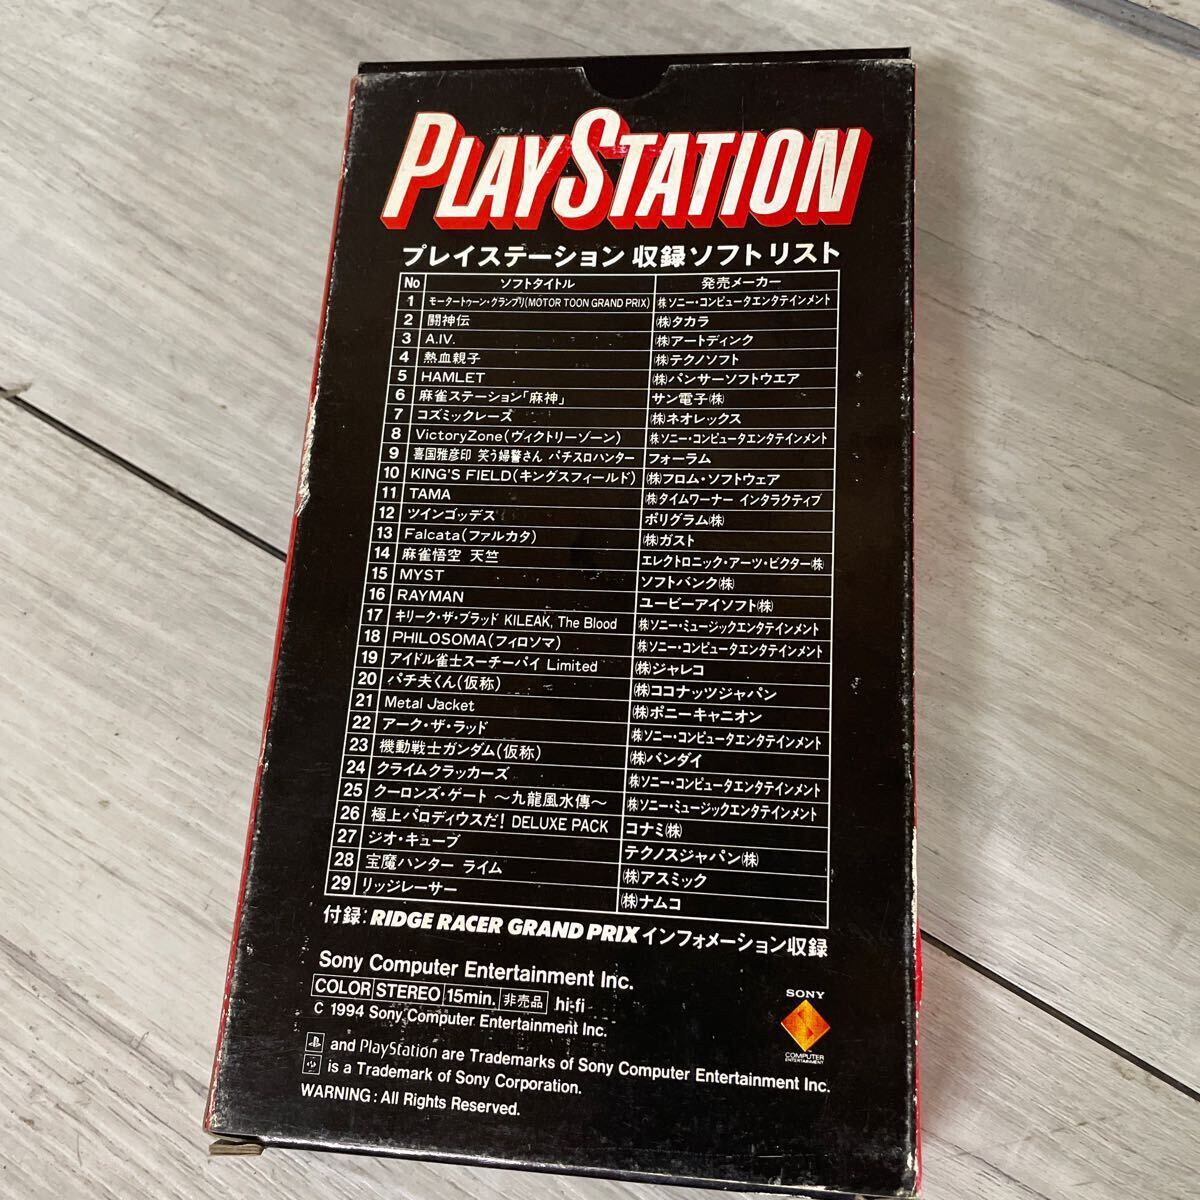 PLAYSTATION
プレイステーション 収録ソフトリスト
No ソフトタイトル 発売メーカー
1 モータートゥーン・グランプリ(MOTOR TOON GRAND PRIX) ㈱ソニー・コンピュータエンタテインメント
2 闘神伝 ㈱タカラ
3 A.IV. ㈱アートディンク
4 熱血親子 ㈱テクノソフト
5 HAMLET ㈱パンサーソフトウエア
6 麻雀ステーション「麻神」 サン電子㈱
7 コズミックレース ㈱ネオレックス
8 VictoryZone(ヴィクトリーゾーン) ㈱ソニー・コンピュータエンタテインメント
9 喜国雅彦印 笑う婦警さん パチスロハンター フォーラム
10 KING'S FIELD(キングスフィールド) ㈱フロム・ソフトウェア
11 TAMA ㈱タイムワーナー インタラクティブ
12 ツインゴッデス ポリグラム㈱
13 Falcata(ファルカタ) ㈱ガスト
14 麻雀悟空 天竺 エレクトロニック・アーツ・ビクター㈱
15 MYST ソフトバンク㈱
16 RAYMAN ユービーアイソフト㈱
17 キリーク・ザ・ブラッド KILEAK, The Blood ㈱ソニー・ミュージックエンタテインメント
18 PHILOSOMA(フィロソマ) ㈱ソニー・コンピュータエンタテインメント
19 アイドル雀士スーチーパイ Limited ㈱ジャレコ
20 パチ夫くん(仮称) ㈱ココナッツジャパン
21 Metal Jacket ㈱ポニーキャニオン
22 アーク・ザ・ラッド ㈱ソニー・コンピュータエンタテインメント
23 機動戦士ガンダム(仮称) ㈱バンダイ
24 クライムクラッカーズ ㈱ソニー・コンピュータエンタテインメント
25 クーロンズ・ゲート 〜九龍風水傳〜 ㈱ソニー・ミュージックエンタテインメント
26 極上パロディウスだ! DELUXE PACK コナミ㈱
27 ジオ・キューブ テクノスジャパン㈱
28 宝魔ハンター ライム ㈱アスミック
29 リッジレーサー ㈱ナムコ
付録: RIDGE RACER GRAND PRIX インフォメーション収録
Sony Computer Entertainment Inc.
COLOR STEREO 15min. 非売品 hi-fi
C 1994 Sony Computer Entertainment Inc.
SONY
COMPUTER
ENTERTAINMENT
and PlayStation are Trademarks of Sony Computer Entertainment Inc.
is a Trademark of Sony Corporation.
WARNING: All Rights Reserved.